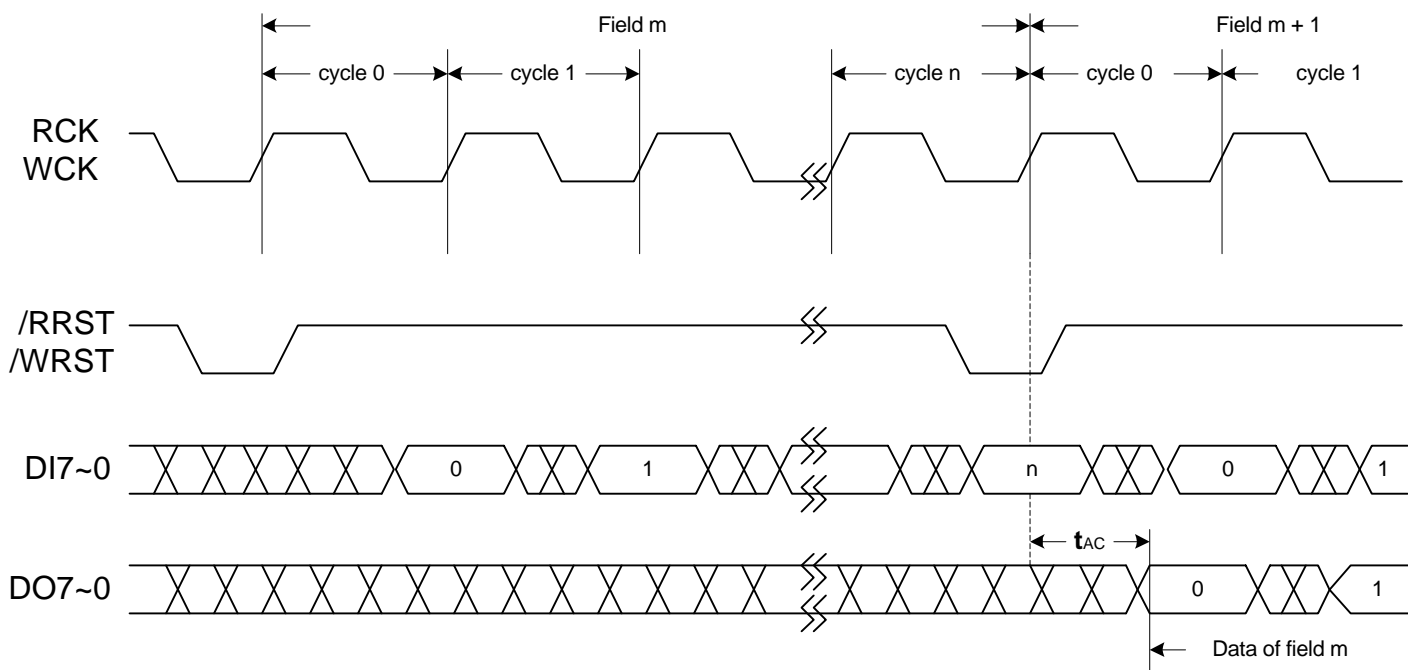 Field m
Field m + 1
cycle 0
cycle 1
cycle n
cycle 0
cycle 1
RCK
WCK
/RRST
/WRST
DI7~0
0
1
n
0
1
tAC
DO7~0
0
1
Data of field m